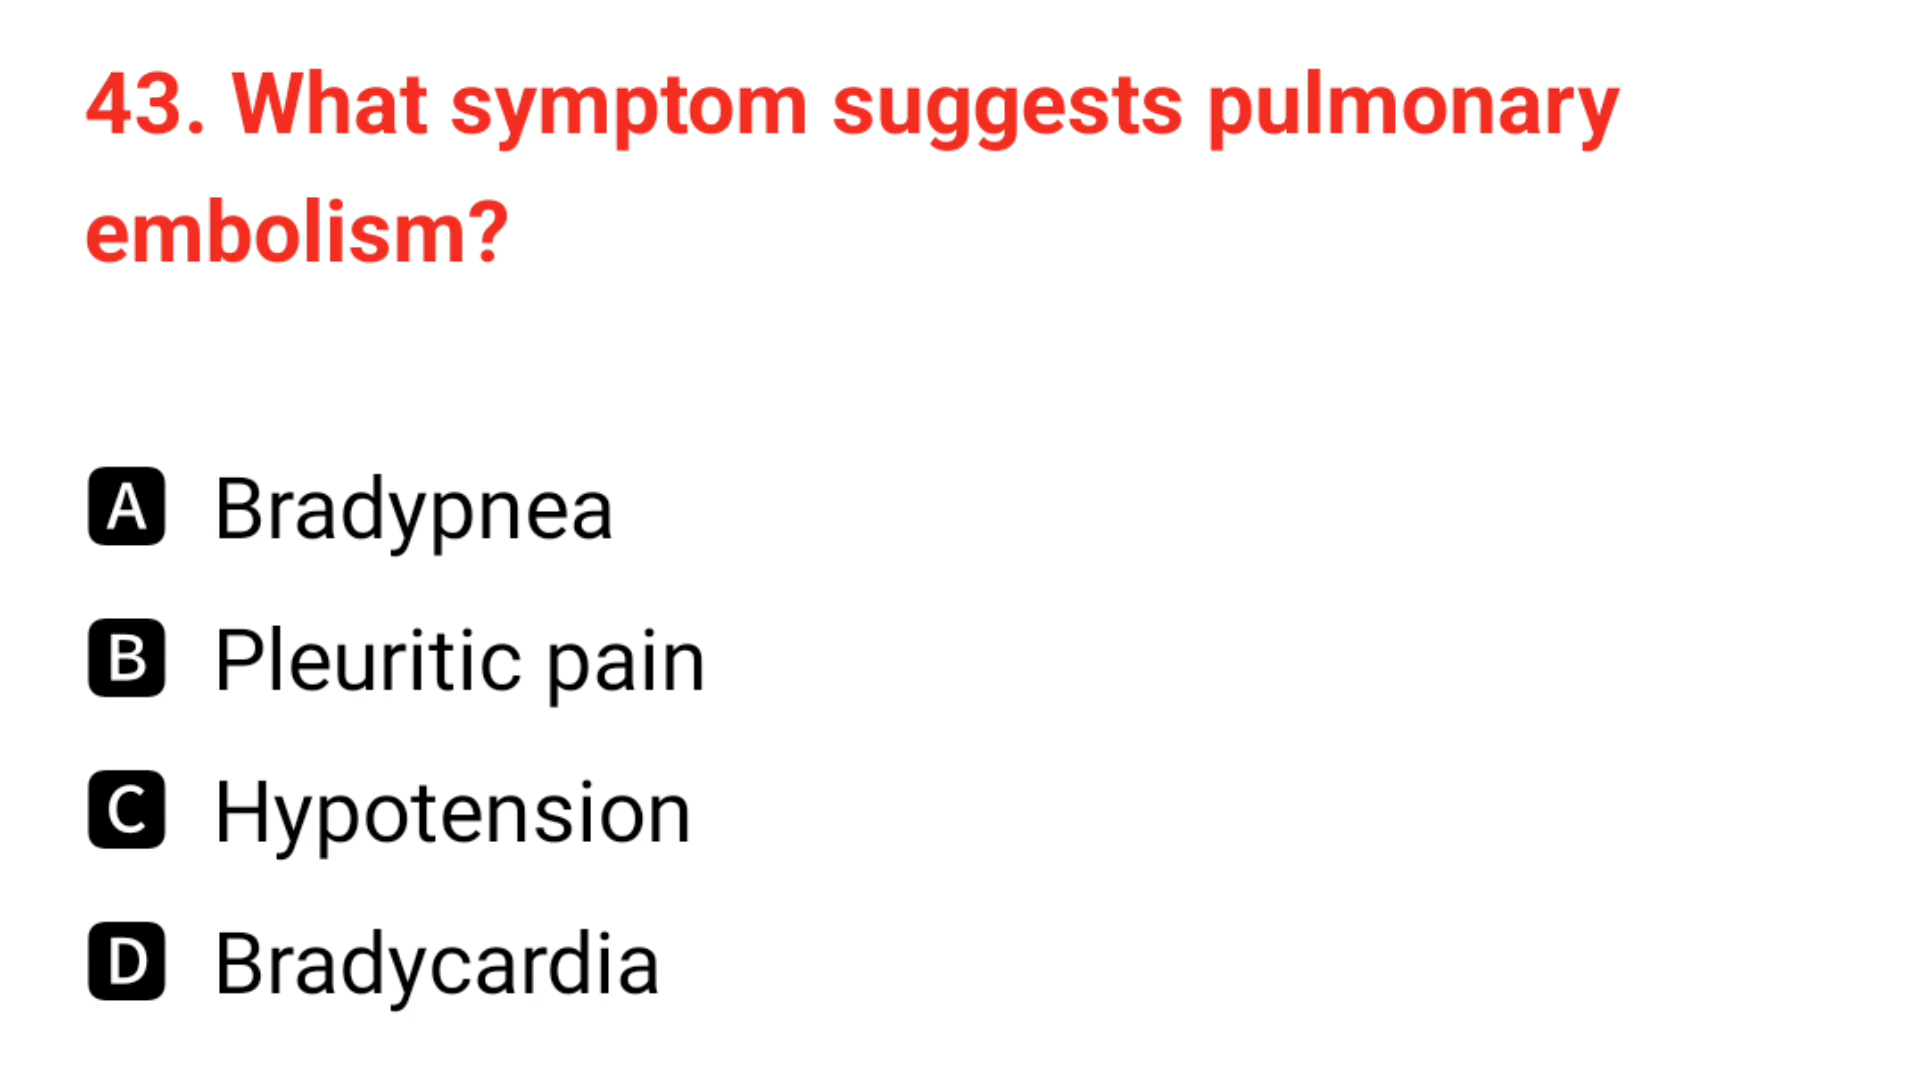 43. What symptom suggests pulmonary
embolism?
A Bradypnea
B Pleuritic pain
C Hypotension
D Bradycardia